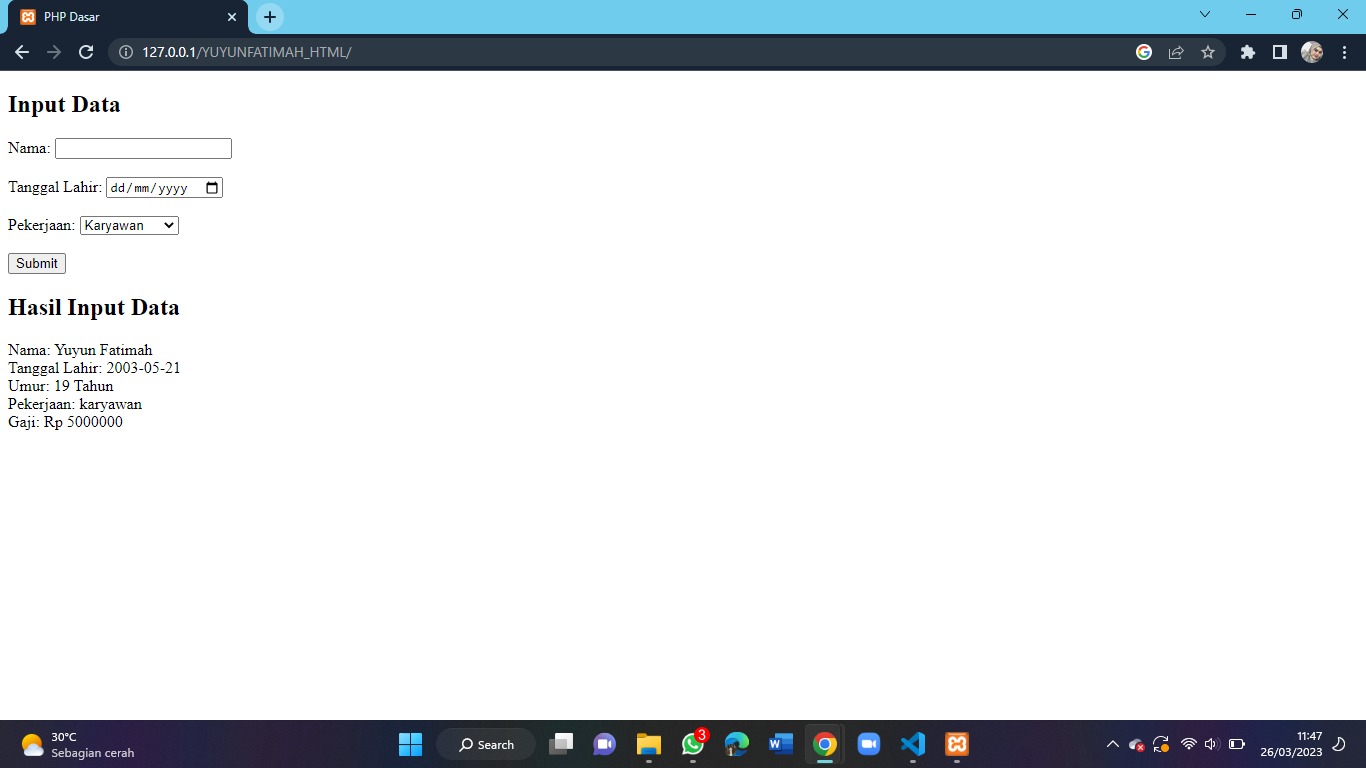 PHP Dasar
127.0.0.1/YUYUNFATIMAH_HTML/
Input Data
Nama:
Tanggal Lahir: dd/mm/yyyy
Pekerjaan: Karyawan
Submit
Hasil Input Data
Nama: Yuyun Fatimah
Tanggal Lahir: 2003-05-21
Umur: 19 Tahun
Pekerjaan: karyawan
Gaji: Rp 5000000
30°C
Sebagian cerah
Search
3
11:47
26/03/2023